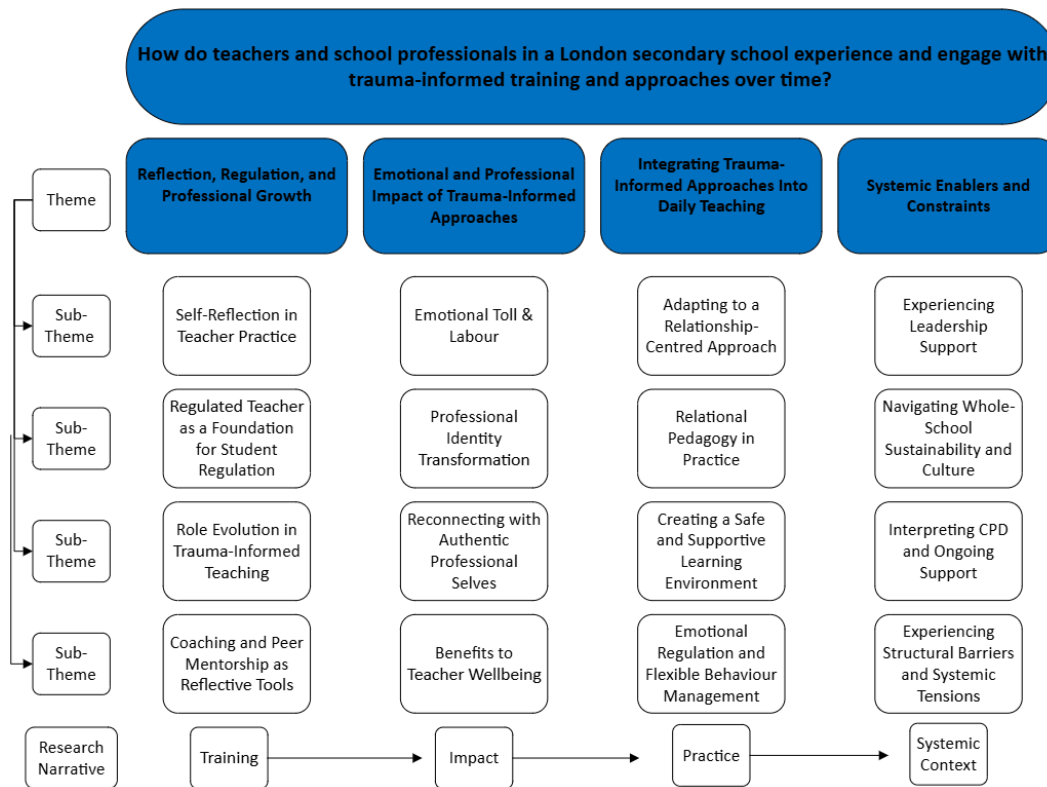 How do teachers and school professionals in a London secondary school experience and engage with
trauma-informed training and approaches over time?
Theme
Reflection, Regulation, and
Professional Growth
Emotional and Professional
Impact of Trauma-Informed
Approaches
Integrating Trauma-
Informed Approaches Into
Daily Teaching
Systemic Enablers and
Constraints
Sub-
Theme
Self-Reflection in
Teacher Practice
Emotional Toll &
Labour
Adapting to a
Relationship-
Centred Approach
Experiencing
Leadership
Support
Sub-
Theme
Regulated Teacher
as a Foundation
for Student
Regulation
Professional
Identity
Transformation
Relational
Pedagogy in
Practice
Navigating Whole-
School
Sustainability and
Culture
Sub-
Theme
Role Evolution in
Trauma-Informed
Teaching
Reconnecting with
Authentic
Professional
Selves
Creating a Safe
and Supportive
Learning
Environment
Interpreting CPD
and Ongoing
Support
Sub-
Theme
Coaching and Peer
Mentorship as
Reflective Tools
Benefits to
Teacher Wellbeing
Emotional
Regulation and
Flexible Behaviour
Management
Experiencing
Structural Barriers
and Systemic
Tensions
Research
Narrative
Training
Impact
Practice
Systemic
Context